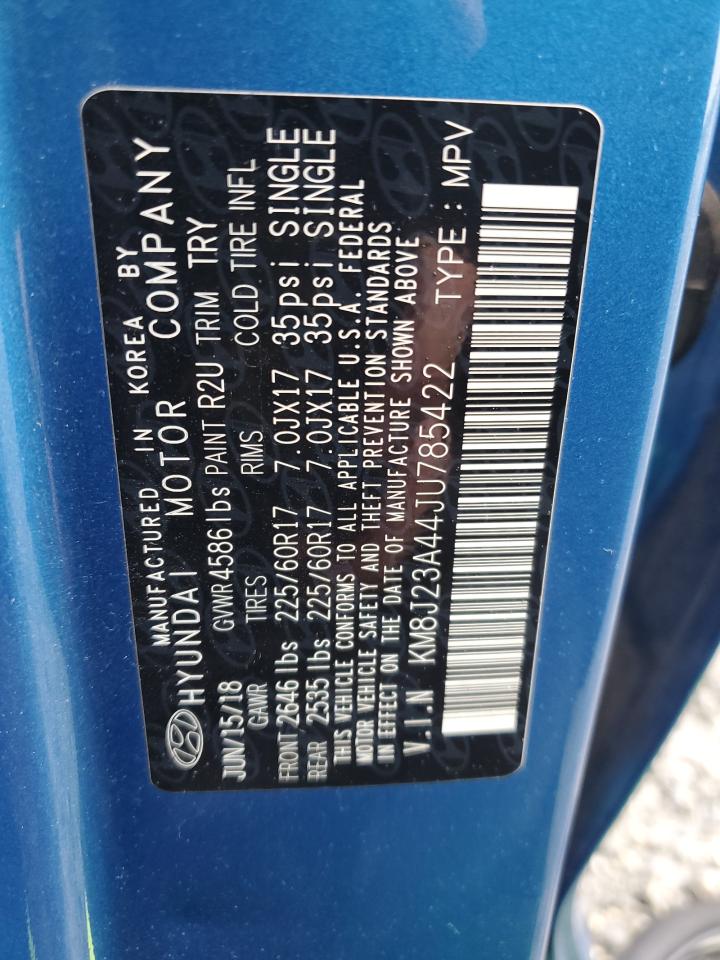 MANUFACTURED IN KOREA BY
HYUNDAI MOTOR COMPANY
JUN/15/18 GVWR 4586 lbs PAINT R2U TRIM TRY
GAWR TIRES RIMS COLD TIRE INFL
FRONT 2646 lbs 225/60R17 7.0JX17 35psi SINGLE
REAR 2535 lbs 225/60R17 7.0JX17 35psi SINGLE
THIS VEHICLE CONFORMS TO ALL APPLICABLE U.S.A. FEDERAL
MOTOR VEHICLE SAFETY AND THEFT PREVENTION STANDARDS
IN EFFECT ON THE DATE OF MANUFACTURE SHOWN ABOVE
V.I.N KM8J23A44JU785422 TYPE : MPV